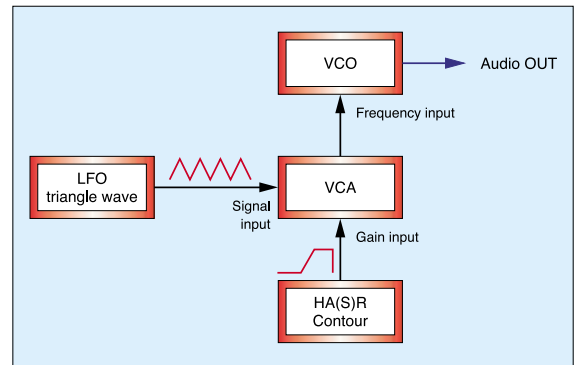 VCO
Audio OUT
Frequency input
LFO
triangle wave
VCA
Signal
input
Gain input
HA(S)R
Contour